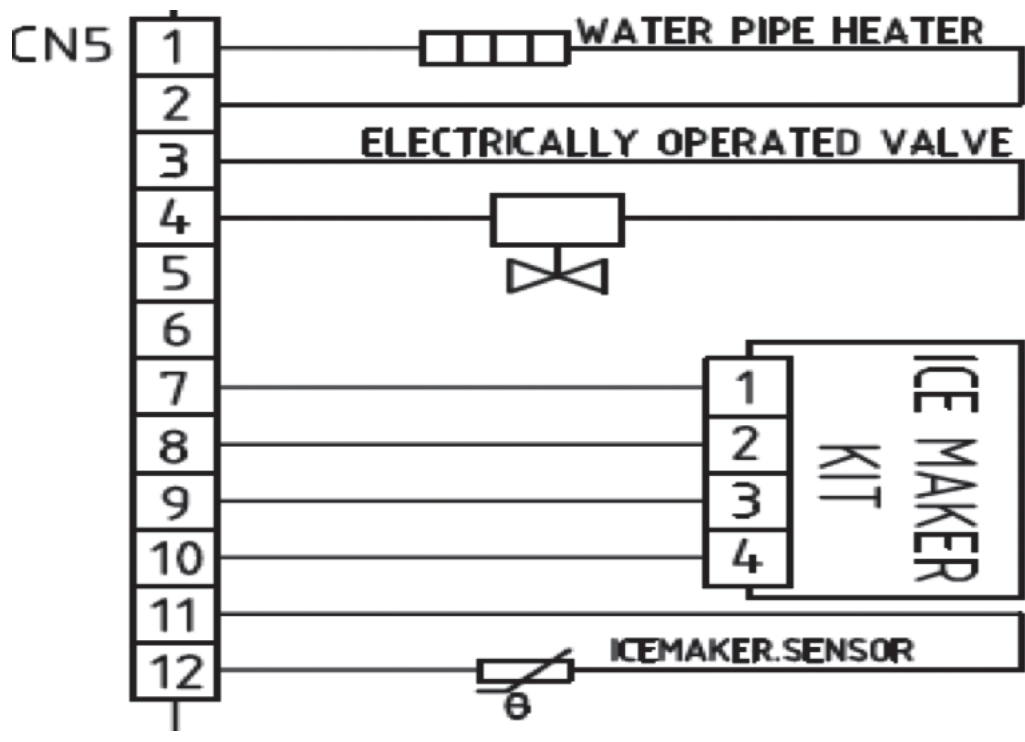 CN5
1
WATER PIPE HEATER
2
ELECTRICALLY OPERATED VALVE
3
4
5
6
7
8
9
10
11
12
1
2
3
4
ICE MAKER
KIT
ICEMAKER.SENSOR
θ